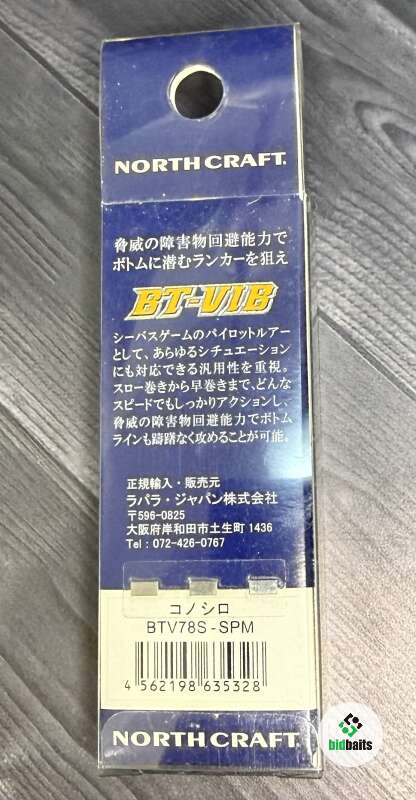 NORTH CRAFT.
脅威の障害物回避能力で
ボトムに潜むランカーを狙え
BT-VIB
シーバスゲームのパイロットルアー
として、あらゆるシチュエーション
にも対応できる汎用性を重視。
スロー巻きから早巻きまで、どんな
スピードでもしっかりアクションし、
脅威の障害物回避能力でボトム
ラインも躊躇なく攻めることが可能。
正規輸入・販売元
ラパラ・ジャパン株式会社
〒596-0825
大阪府岸和田市土生町 1436
Tel : 072-426-0767
コノシロ
BTV78S-SPM
4 562198 635328
NORTH CRAFT.
bidbaits